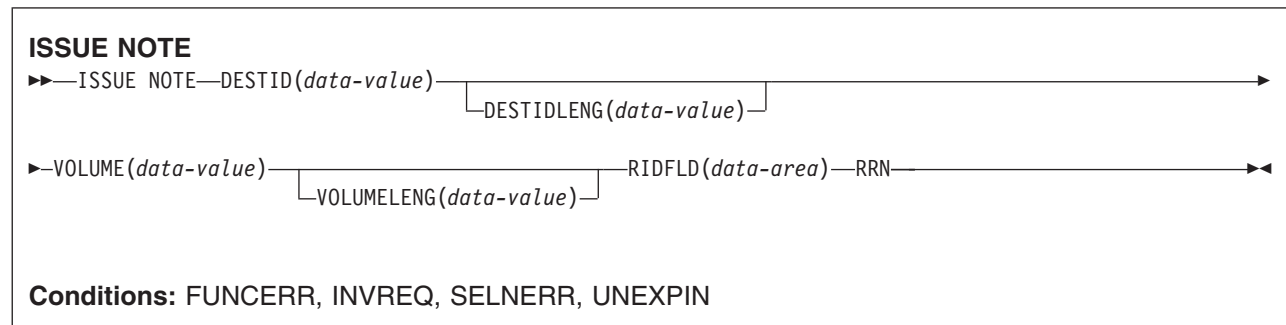 ISSUE NOTE
►►—ISSUE NOTE—DESTID(data-value)—►
DESTIDLENG(data-value)
►—VOLUME(data-value)—RIDFLD(data-area)—RRN—►◄
VOLUMELENG(data-value)
Conditions: FUNCERR, INVREQ, SELNERR, UNEXPIN